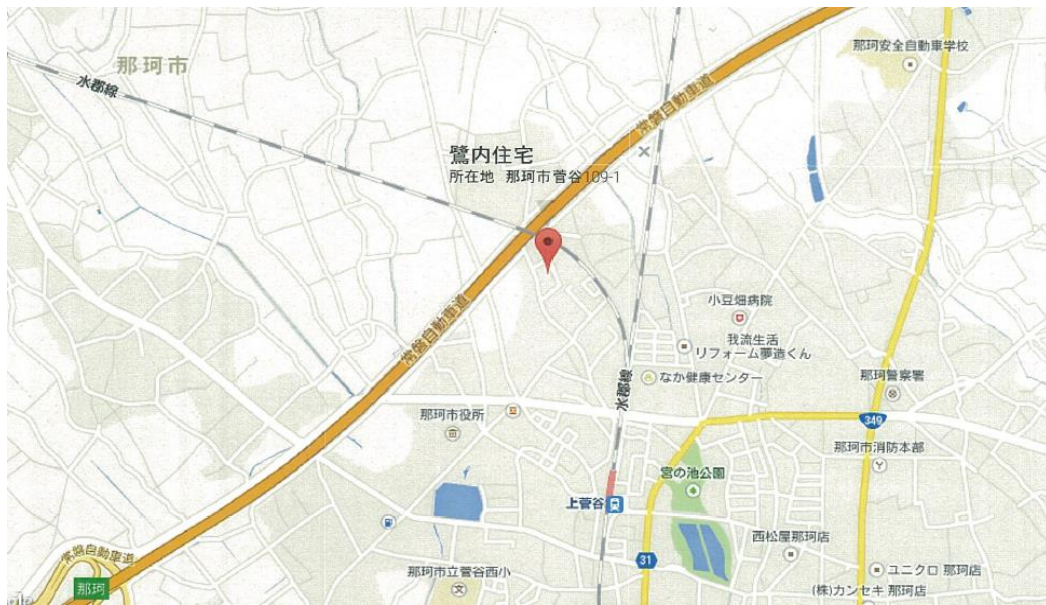 那珂市
水郡線
那珂安全自動車学校
常磐自動車道
鷺内住宅
所在地 那珂市菅谷109-1
小豆畑病院
我流生活
リフォーム夢造くん
常磐自動車道
なか健康センター
水郡線
那珂警察署
那珂市役所
349
那珂市消防本部
宮の池公園
上菅谷
西松屋那珂店
31
常磐自動車道
那珂市立菅谷西小
ユニクロ 那珂店
那珂
(株)カンセキ 那珂店